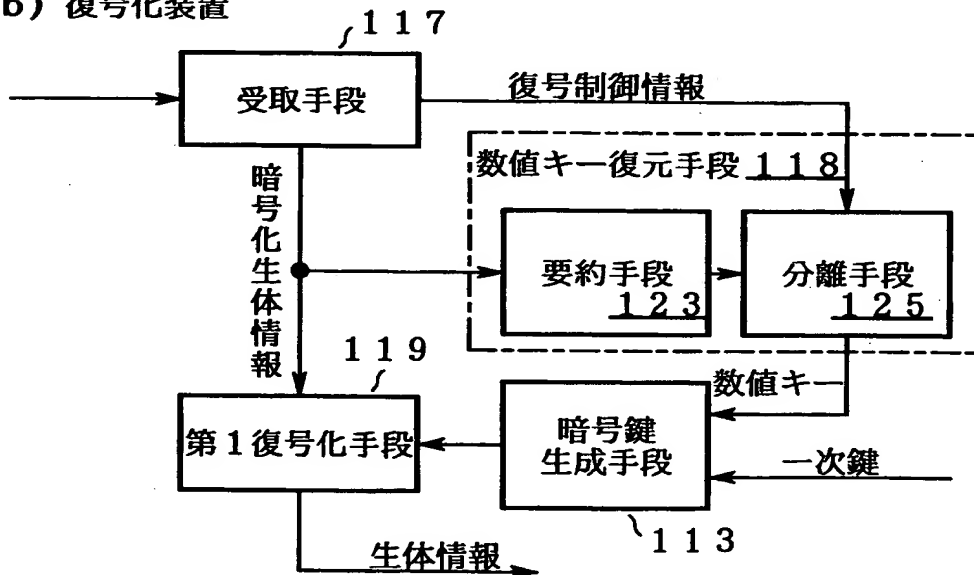 b) 復号化装置
117
受取手段
復号制御情報
数値キー復元手段 118
暗号化生体情報
要約手段
123
分離手段
125
119
数値キー
第1復号化手段
暗号鍵
生成手段
一次鍵
113
生体情報